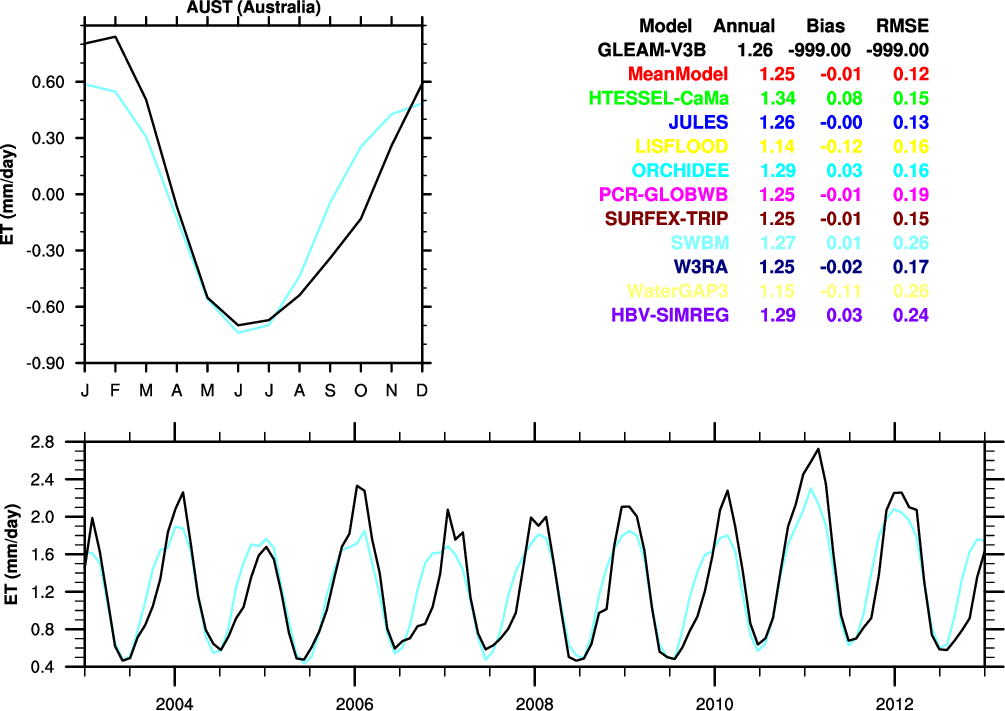 AUST (Australia)
Model Annual Bias RMSE
GLEAM-V3B 1.26 -999.00 -999.00
MeanModel 1.25 -0.01 0.12
HTESSEL-CaMa 1.34 0.08 0.15
JULES 1.26 -0.00 0.13
LISFLOOD 1.14 -0.12 0.16
ORCHIDEE 1.29 0.03 0.16
PCR-GLOBWB 1.25 -0.01 0.19
SURFEX-TRIP 1.25 -0.01 0.15
SWBM 1.27 0.01 0.26
W3RA 1.25 -0.02 0.17
WaterGAP3 1.15 -0.11 0.26
HBV-SIMREG 1.29 0.03 0.24
ET (mm/day)
0.60
0.30
0.00
-0.30
-0.60
-0.90
J F M A M J J A S O N D
ET (mm/day)
2.8
2.4
2.0
1.6
1.2
0.8
0.4
2004 2006 2008 2010 2012